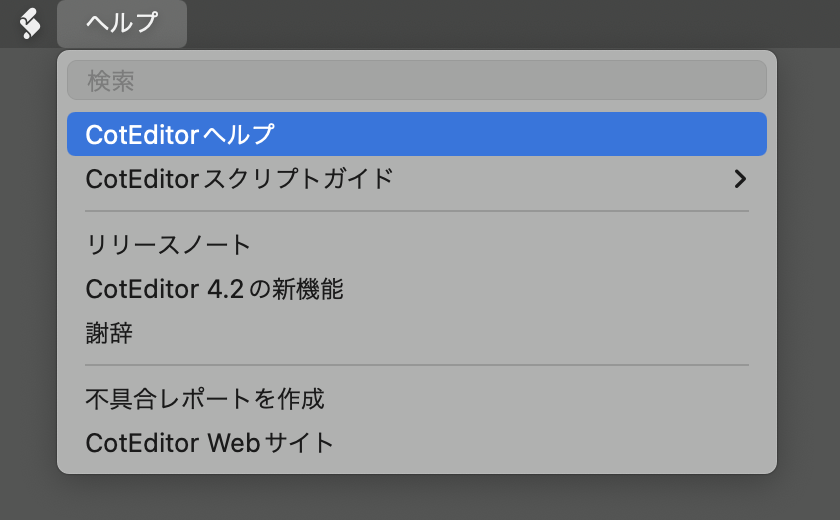 ヘルプ
検索
CotEditorヘルプ
CotEditorスクリプトガイド
リリースノート
CotEditor 4.2の新機能
謝辞
不具合レポートを作成
CotEditor Webサイト